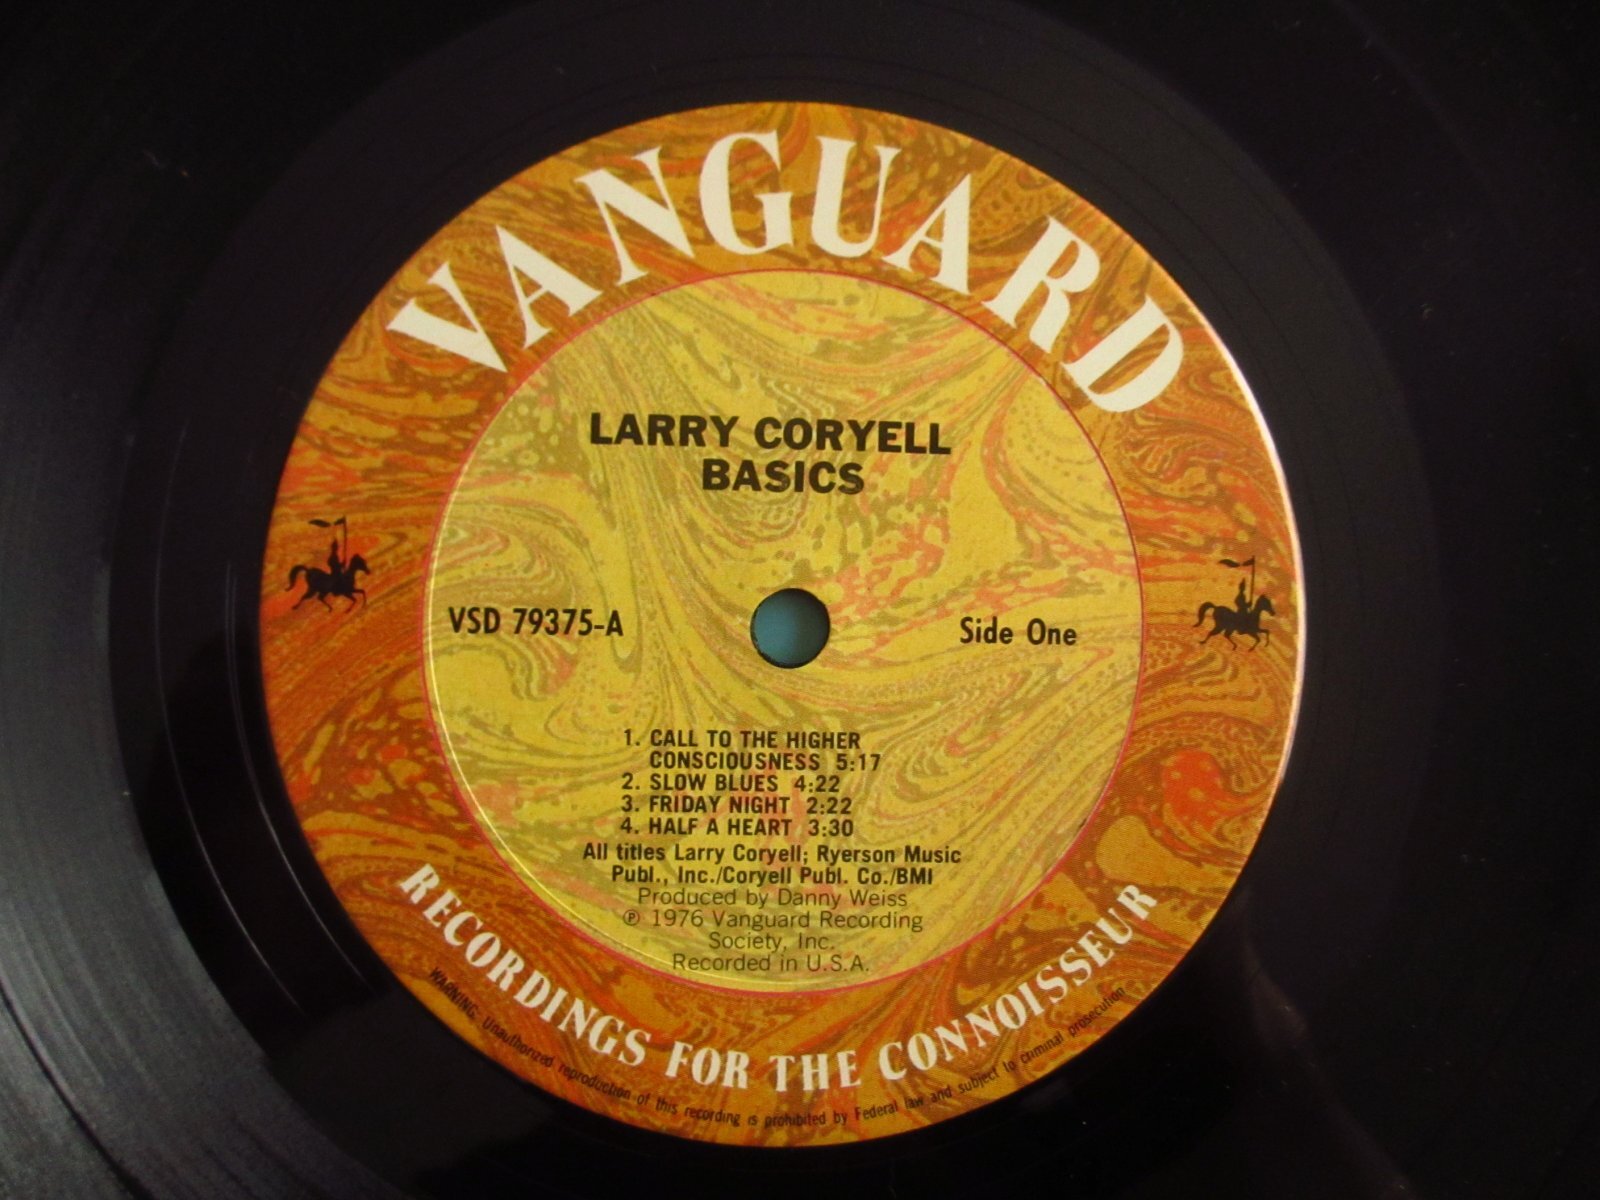 VANGUARD
LARRY CORYELL
BASICS
VSD 79375-A
Side One
1. CALL TO THE HIGHER
CONSCIOUSNESS 5:17
2. SLOW BLUES 4:22
3. FRIDAY NIGHT 2:22
4. HALF A HEART 3:30
All titles Larry Coryell; Ryerson Music
Publ., Inc./Coryell Publ. Co./BMI
Produced by Danny Weiss
℗ 1976 Vanguard Recording
Society, Inc.
Recorded in U.S.A.
RECORDINGS FOR THE CONNOISSEUR
WARNING: Unauthorized reproduction of this recording is prohibited by Federal law and subject to criminal prosecution